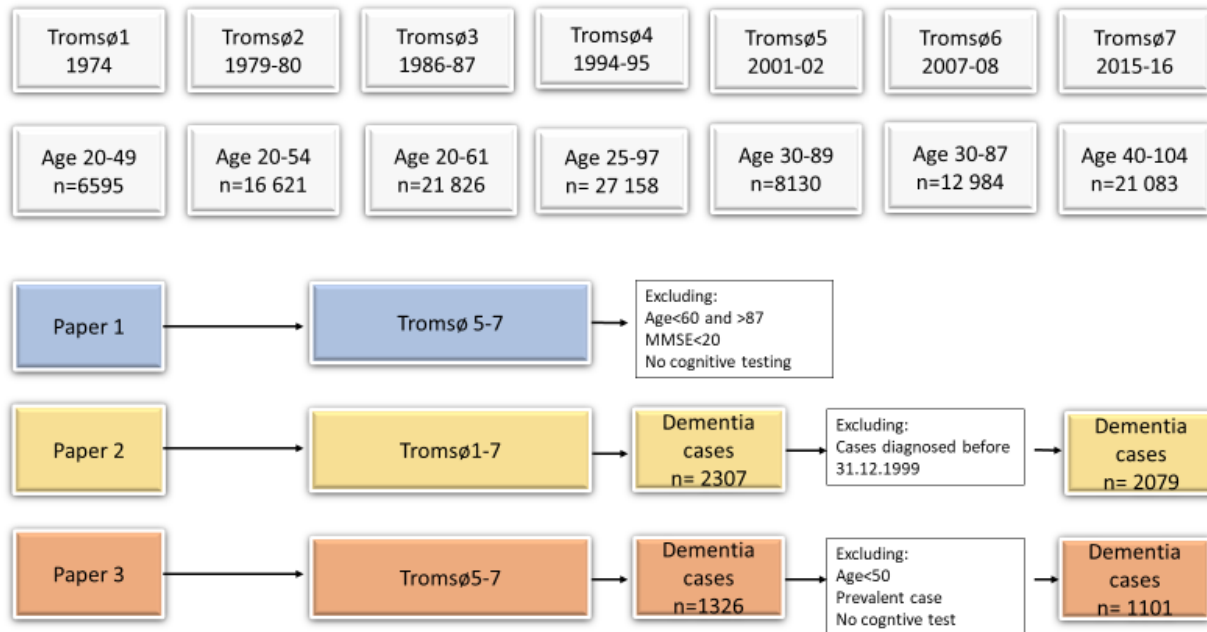 Tromsø1
1974
Tromsø2
1979-80
Tromsø3
1986-87
Tromsø4
1994-95
Tromsø5
2001-02
Tromsø6
2007-08
Tromsø7
2015-16
Age 20-49
n=6595
Age 20-54
n=16 621
Age 20-61
n=21 826
Age 25-97
n= 27 158
Age 30-89
n=8130
Age 30-87
n=12 984
Age 40-104
n=21 083
Paper 1
Tromsø 5-7
Excluding:
Age<60 and >87
MMSE<20
No cognitive testing
Paper 2
Tromsø1-7
Dementia
cases
n= 2307
Excluding:
Cases diagnosed before
31.12.1999
Dementia
cases
n= 2079
Paper 3
Tromsø5-7
Dementia
cases
n=1326
Excluding:
Age<50
Prevalent case
No cogntive test
Dementia
cases
n= 1101